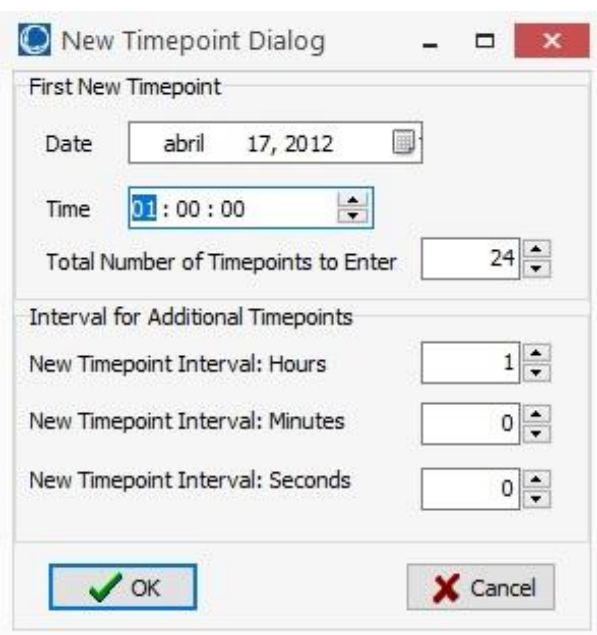 New Timepoint Dialog
First New Timepoint
Date abril 17, 2012
Time 01 : 00 : 00
Total Number of Timepoints to Enter 24
Interval for Additional Timepoints
New Timepoint Interval: Hours 1
New Timepoint Interval: Minutes 0
New Timepoint Interval: Seconds 0
OK Cancel